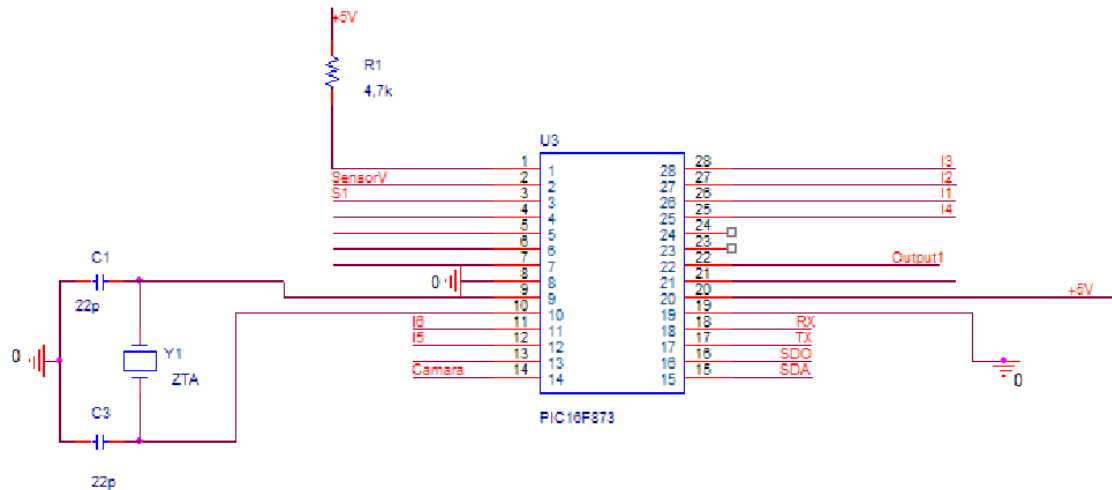 +5V
R1
4,7k
U3
1 1 28 28 I3
SensorV 2 2 27 27 I2
S1 3 3 26 26 I1
4 4 25 25 I4
5 5 24 24
6 6 23 23
7 7 22 22 Output1
0 8 8 21 21
9 9 20 20 +5V
10 10 19 19
I6 11 11 18 18 RX
I5 12 12 17 17 TX
13 13 16 16 SDO
Camara 14 14 15 15 SDA
PIC16F873
C1
22p
0
Y1
ZTA
C3
22p
0